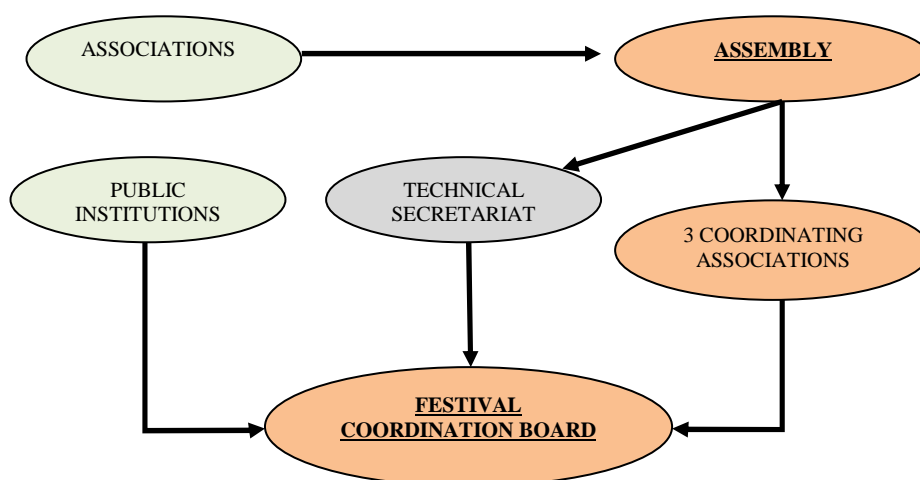 ASSOCIATIONS
ASSEMBLY
PUBLIC
INSTITUTIONS
TECHNICAL
SECRETARIAT
3 COORDINATING
ASSOCIATIONS
FESTIVAL
COORDINATION BOARD